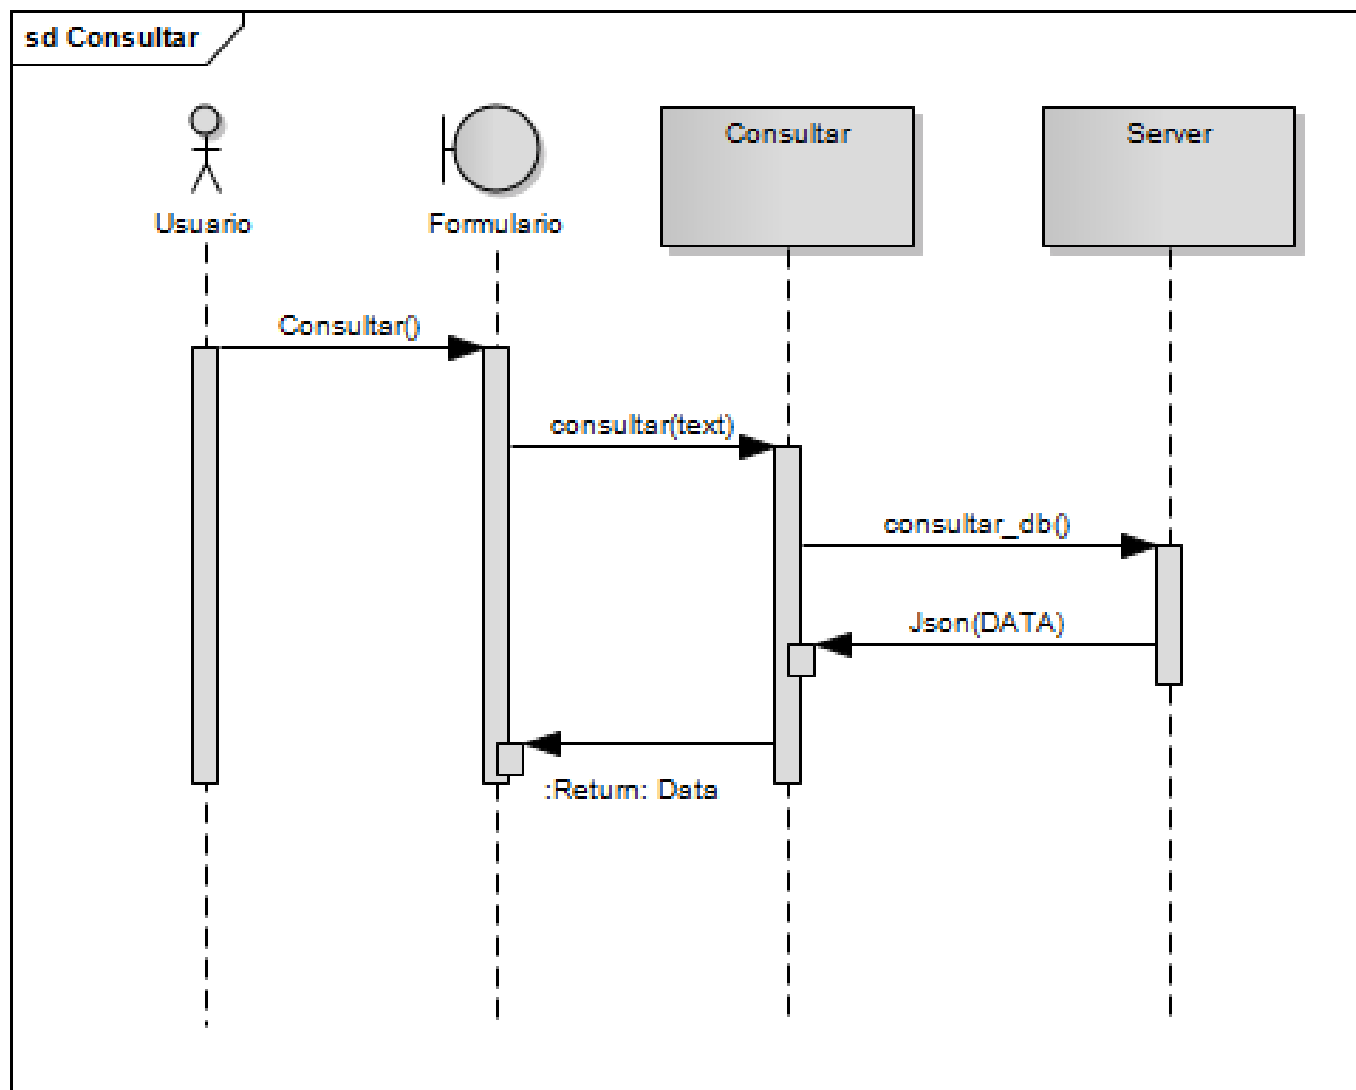 sd Consultar
Consultar
Server
Usuario
Formulario
Consultar()
consultar(text)
consultar_db()
Json(DATA)
:Return: Data